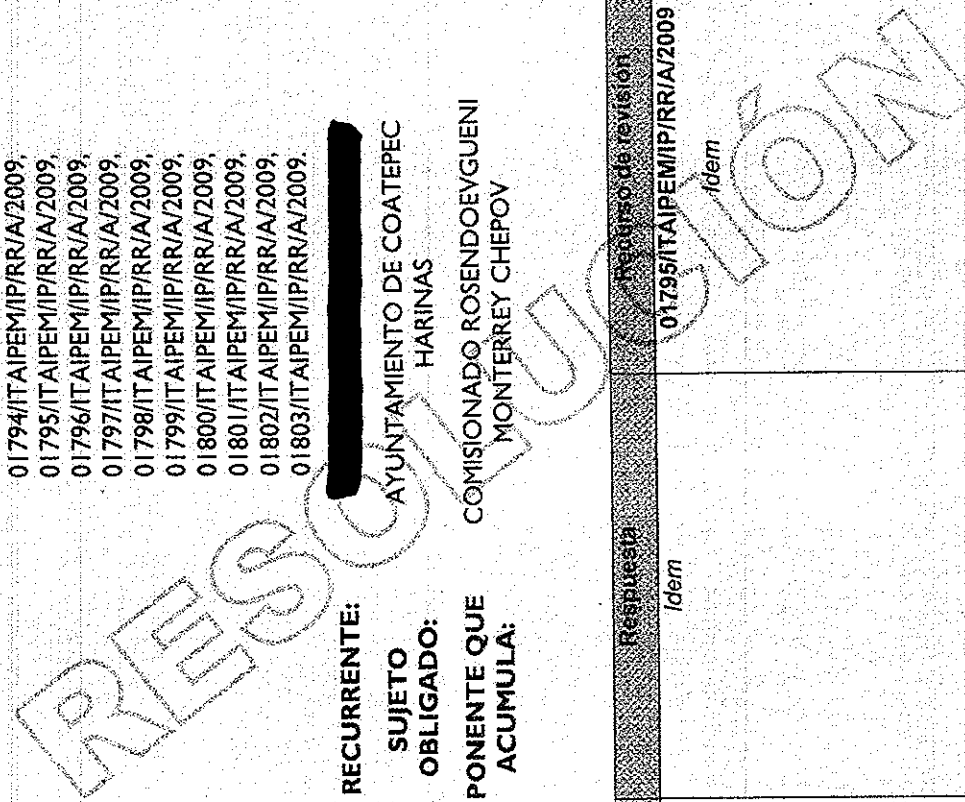 01794/ITAIPEM/IP/RR/A/2009,
01795/ITAIPEM/IP/RR/A/2009,
01796/ITAIPEM/IP/RR/A/2009,
01797/ITAIPEM/IP/RR/A/2009,
01798/ITAIPEM/IP/RR/A/2009,
01799/ITAIPEM/IP/RR/A/2009,
01800/ITAIPEM/IP/RR/A/2009,
01801/ITAIPEM/IP/RR/A/2009,
01802/ITAIPEM/IP/RR/A/2009,
01803/ITAIPEM/IP/RR/A/2009.
RECURRENTE:
SUJETO OBLIGADO: AYUNTAMIENTO DE COATEPEC
HARINAS
PONENTE QUE ACUMULA: COMISIONADO ROSENDOEVGUENI
MONTERREY CHEPOV
RESOLUCIÓN
Respuesta Recurso de revisión
Idem 01795/ITAIPEM/IP/RR/A/2009
Idem